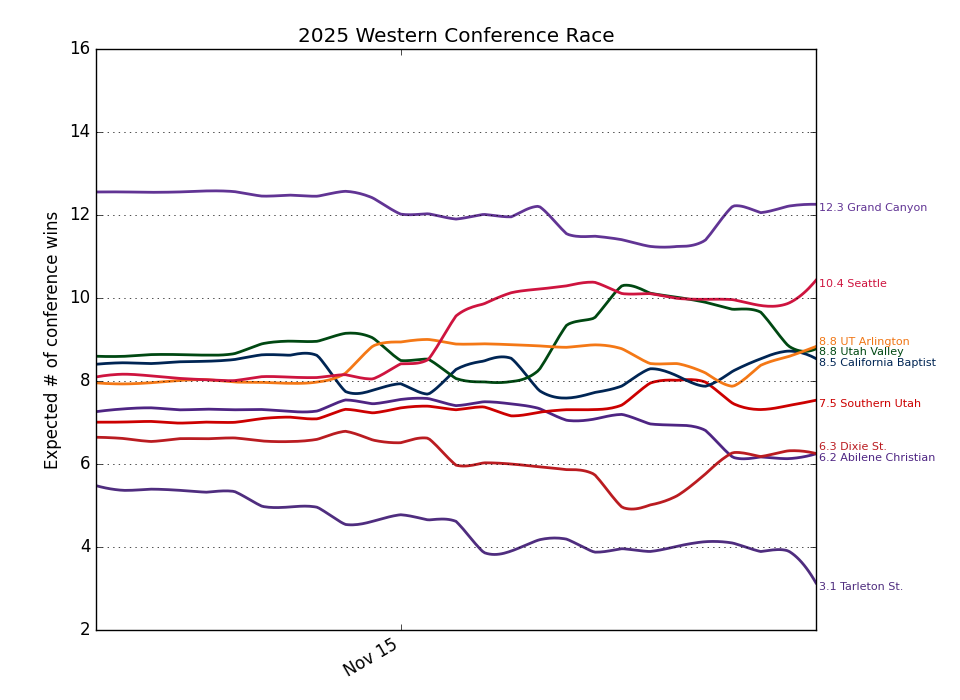 2025 Western Conference Race
Expected # of conference wins
16
14
12
10
8
6
4
2
Nov 15
12.3 Grand Canyon
10.4 Seattle
8.8 UT Arlington
8.8 Utah Valley
8.5 California Baptist
7.5 Southern Utah
6.3 Dixie St.
6.2 Abilene Christian
3.1 Tarleton St.